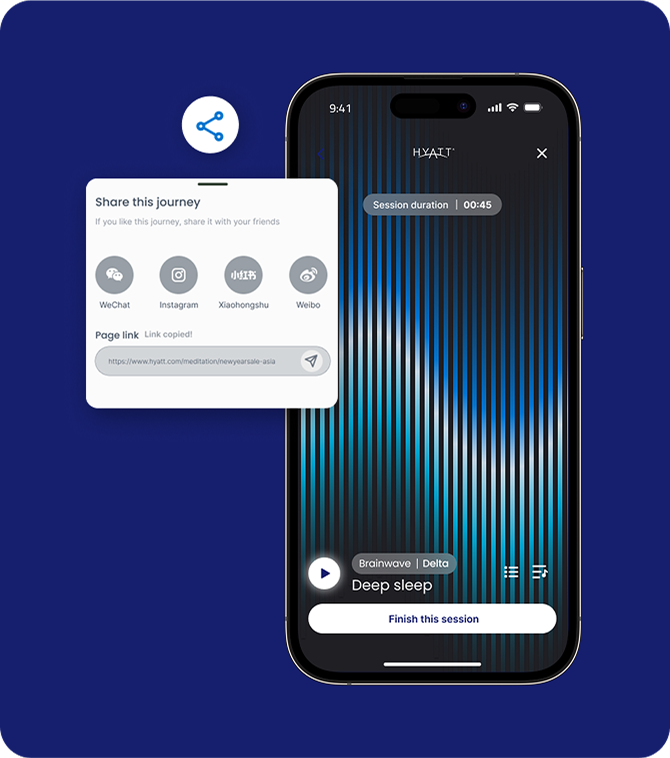 9:41
HYATT
Session duration | 00:45
Share this journey
If you like this journey, share it with your friends
小红书
WeChat
Instagram
Xiaohongshu
Weibo
Page link Link copied!
https://www.hyatt.com/meditation/newyearsale-asia
Brainwave | Delta
Deep sleep
Finish this session